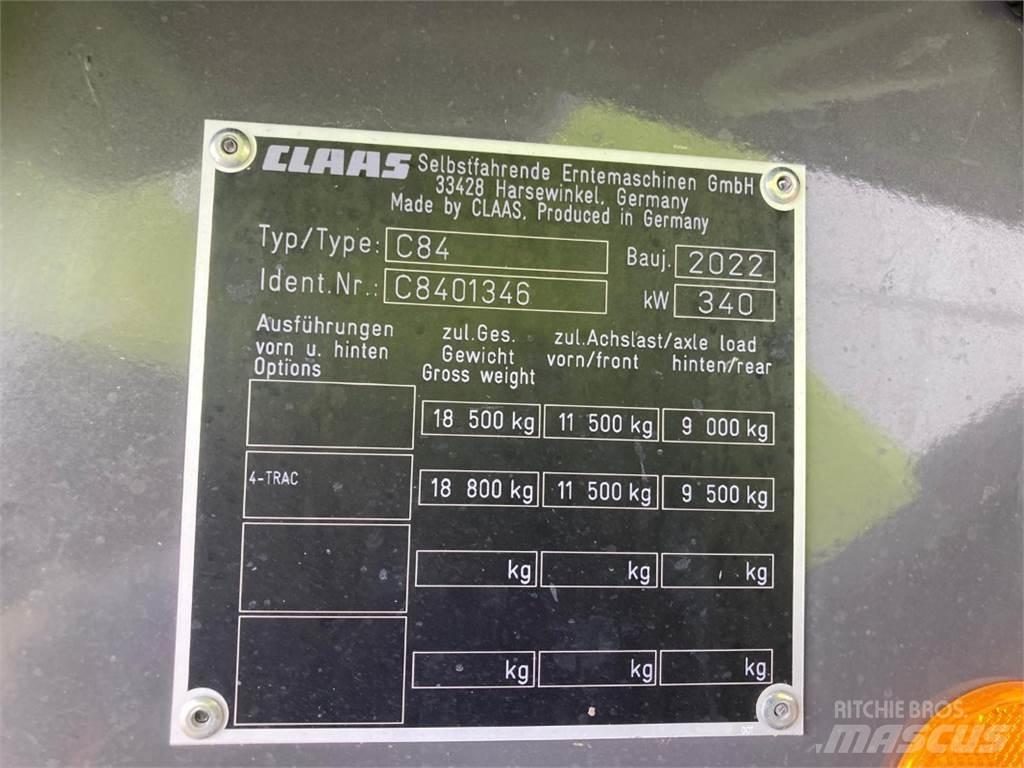 CLAAS Selbstfahrende Erntemaschinen GmbH
33428 Harsewinkel, Germany
Made by CLAAS, Produced in Germany
Typ/Type: C84 Bauj. 2022
Ident.Nr.: C8401346 kW 340
Ausführungen zul.Ges. zul.Achslast/axle load
vorn u. hinten Gewicht vorn/front hinten/rear
Options Gross weight
18 500 kg 11 500 kg 9 000 kg
4-TRAC 18 800 kg 11 500 kg 9 500 kg
kg kg kg
kg kg kg
RITCHIE BROS.
MASCUS